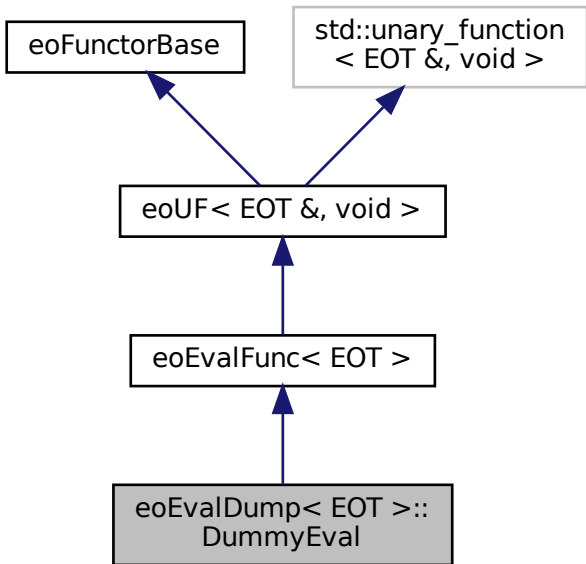 eoFunctorBase
std::unary_function
< EOT &, void >
eoUF< EOT &, void >
eoEvalFunc< EOT >
eoEvalDump< EOT >::
DummyEval